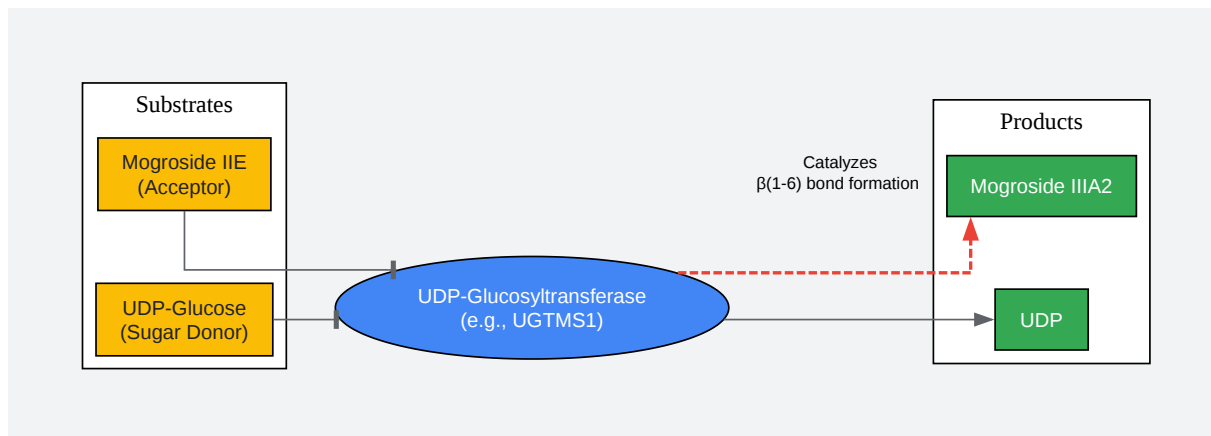 Substrates
Mogroside IIE
(Acceptor)
UDP-Glucose
(Sugar Donor)
UDP-Glucosyltransferase
(e.g., UGTMS1)
Catalyzes
β(1-6) bond formation
Products
Mogroside IIIA2
UDP